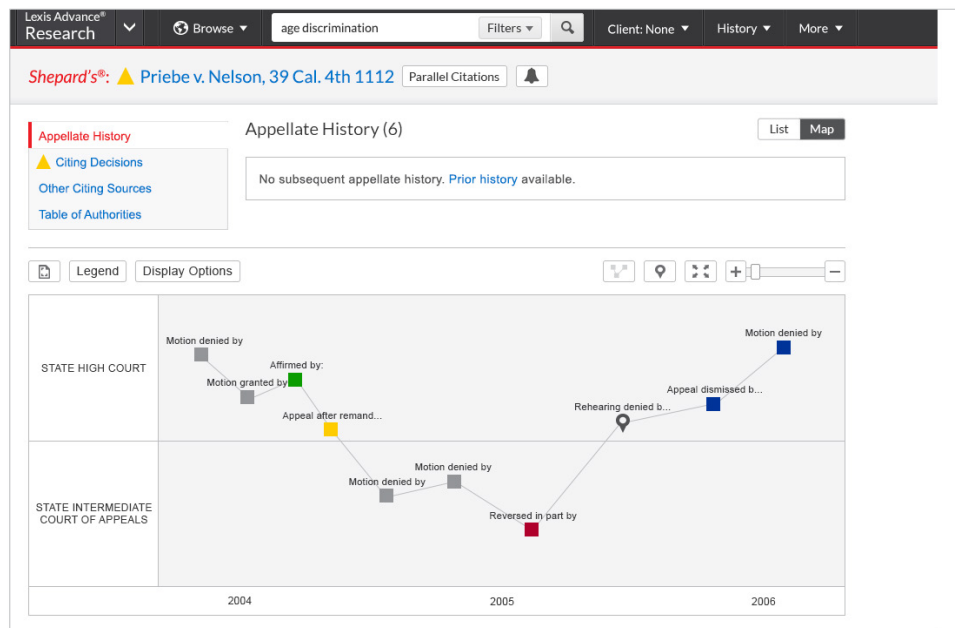 Lexis Advance®
Research
Browse
age discrimination
Filters
Client: None
History
More
Shepard's®: Priebe v. Nelson, 39 Cal. 4th 1112
Parallel Citations
Appellate History
Citing Decisions
Other Citing Sources
Table of Authorities
Appellate History (6)
List
Map
No subsequent appellate history. Prior history available.
Legend
Display Options
STATE HIGH COURT
Motion denied by
Motion granted by
Affirmed by:
Appeal after remand...
Rehearing denied b...
Appeal dismissed b...
Motion denied by
STATE INTERMEDIATE
COURT OF APPEALS
Motion denied by
Motion denied by
Reversed in part by
2004
2005
2006